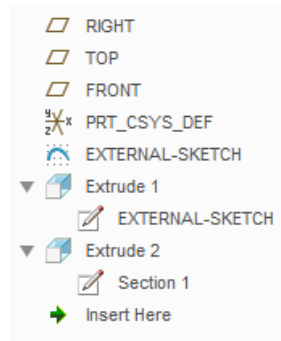 RIGHT
TOP
FRONT
PRT_CSYS_DEF
EXTERNAL-SKETCH
Extrude 1
EXTERNAL-SKETCH
Extrude 2
Section 1
Insert Here